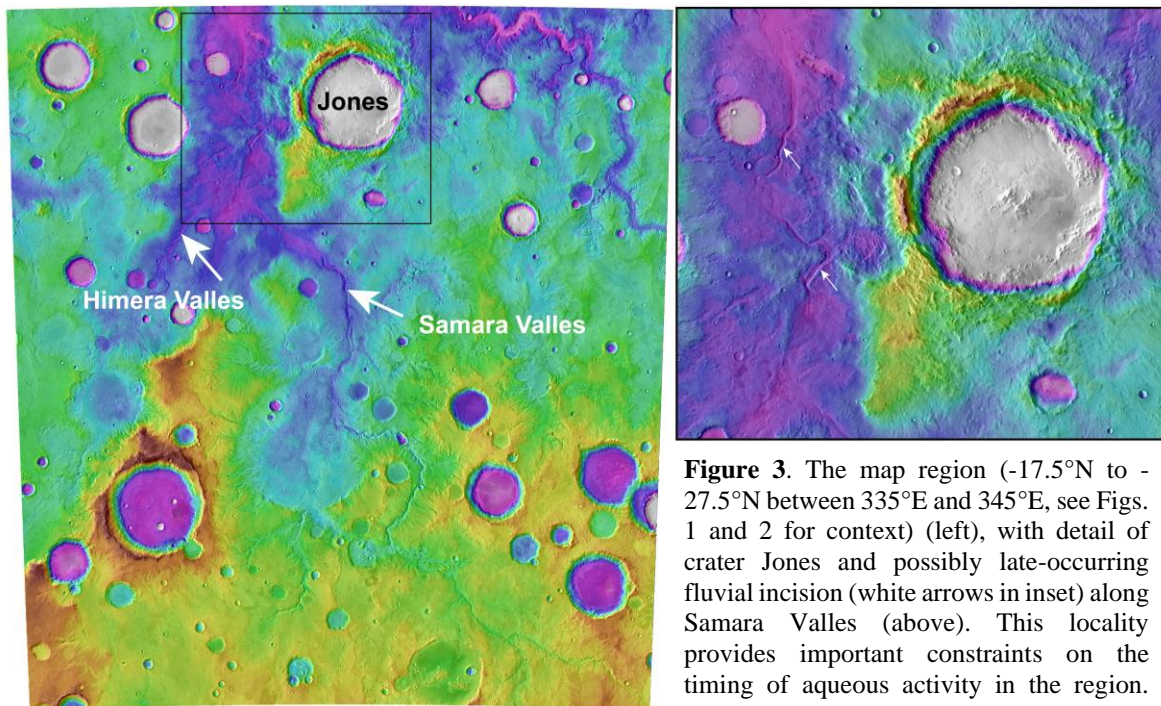 Jones
Himera Valles
Samara Valles
Figure 3. The map region (-17.5°N to -
27.5°N between 335°E and 345°E, see Figs.
1 and 2 for context) (left), with detail of
crater Jones and possibly late-occurring
fluvial incision (white arrows in inset) along
Samara Valles (above). This locality
provides important constraints on the
timing of aqueous activity in the region.